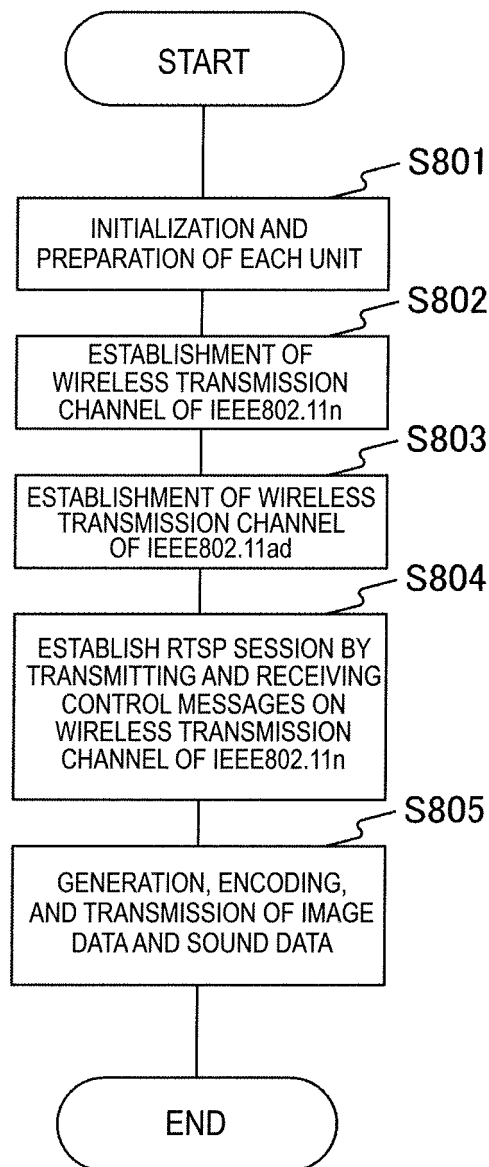 START
S801
INITIALIZATION AND
PREPARATION OF EACH UNIT
S802
ESTABLISHMENT OF
WIRELESS TRANSMISSION
CHANNEL OF IEEE802.11n
S803
ESTABLISHMENT OF WIRELESS
TRANSMISSION CHANNEL
OF IEEE802.11ad
S804
ESTABLISH RTSP SESSION BY
TRANSMITTING AND RECEIVING
CONTROL MESSAGES ON
WIRELESS TRANSMISSION
CHANNEL OF IEEE802.11n
S805
GENERATION, ENCODING,
AND TRANSMISSION OF IMAGE
DATA AND SOUND DATA
END